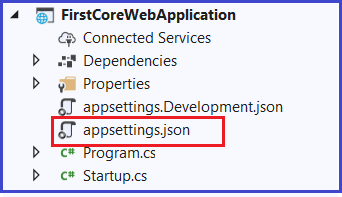 FirstCoreWebApplication
Connected Services
Dependencies
Properties
appsettings.Development.json
appsettings.json
C# Program.cs
C# Startup.cs